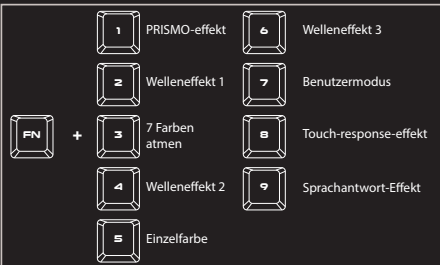 1 PRISMO-effekt
2 Welleneffekt 1
FN + 3 7 Farben
atmen
4 Welleneffekt 2
5 Einzelfarbe
6 Welleneffekt 3
7 Benutzermodus
8 Touch-response-effekt
9 Sprachantwort-Effekt